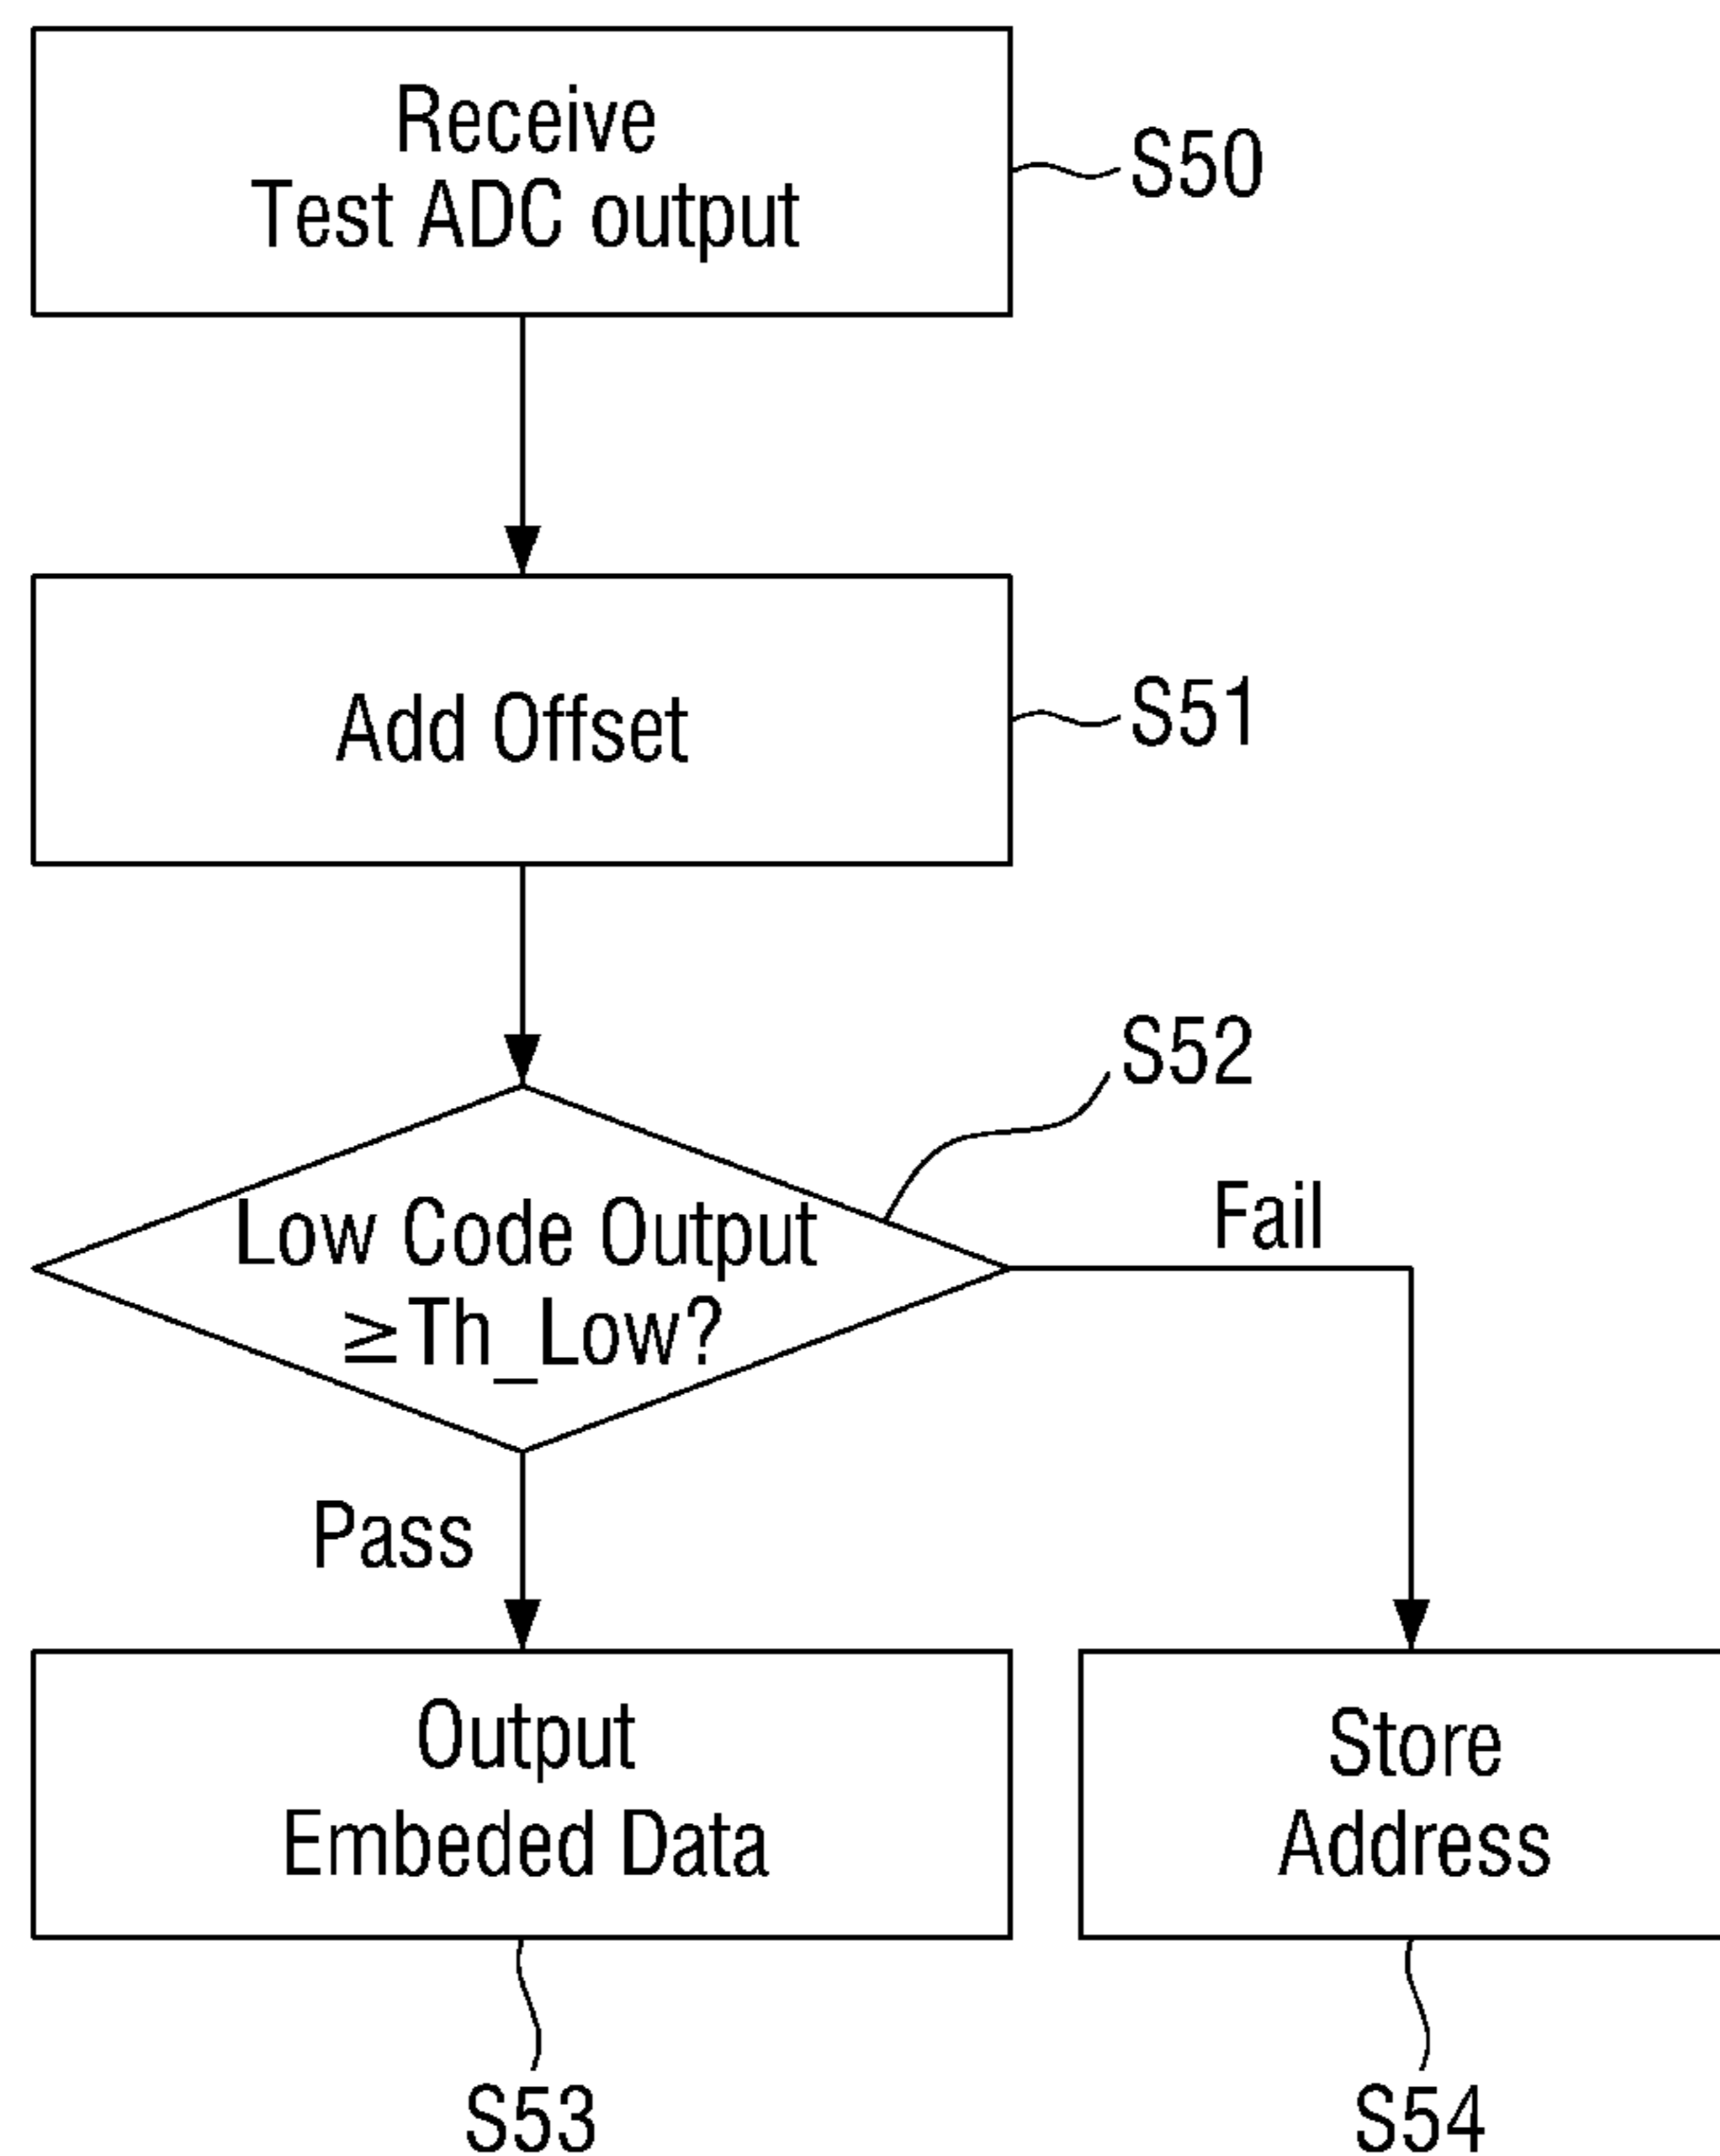 Receive
Test ADC output
S50
Add Offset
S51
S52
Low Code Output
≥Th_Low?
Fail
Pass
Output
Embeded Data
Store
Address
S53
S54